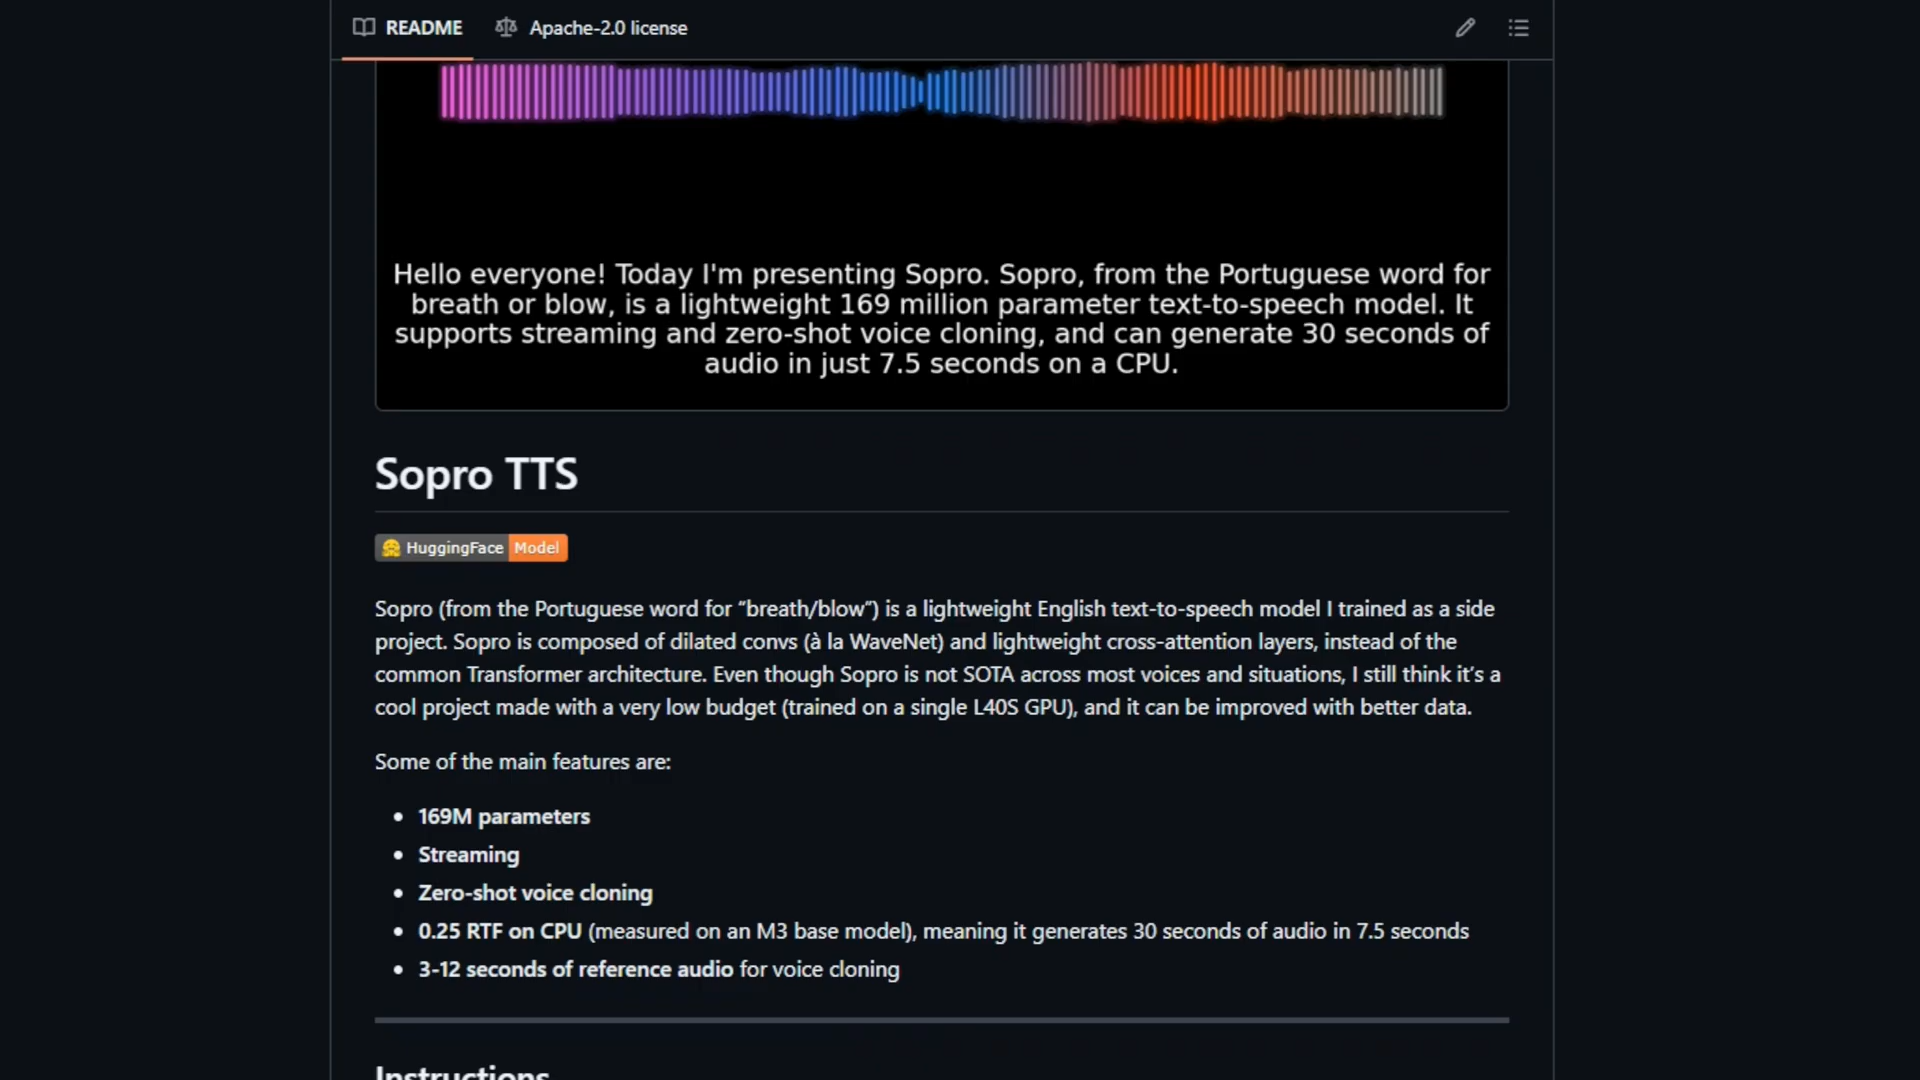 README
Apache-2.0 license
Hello everyone! Today I'm presenting Sopro. Sopro, from the Portuguese word for
breath or blow, is a lightweight 169 million parameter text-to-speech model. It
supports streaming and zero-shot voice cloning, and can generate 30 seconds of
audio in just 7.5 seconds on a CPU.
Sopro TTS
HuggingFace Model
Sopro (from the Portuguese word for “breath/blow”) is a lightweight English text-to-speech model I trained as a side
project. Sopro is composed of dilated convs (à la WaveNet) and lightweight cross-attention layers, instead of the
common Transformer architecture. Even though Sopro is not SOTA across most voices and situations, I still think it’s a
cool project made with a very low budget (trained on a single L40S GPU), and it can be improved with better data.
Some of the main features are:
• 169M parameters
• Streaming
• Zero-shot voice cloning
• 0.25 RTF on CPU (measured on an M3 base model), meaning it generates 30 seconds of audio in 7.5 seconds
• 3-12 seconds of reference audio for voice cloning
Instructions